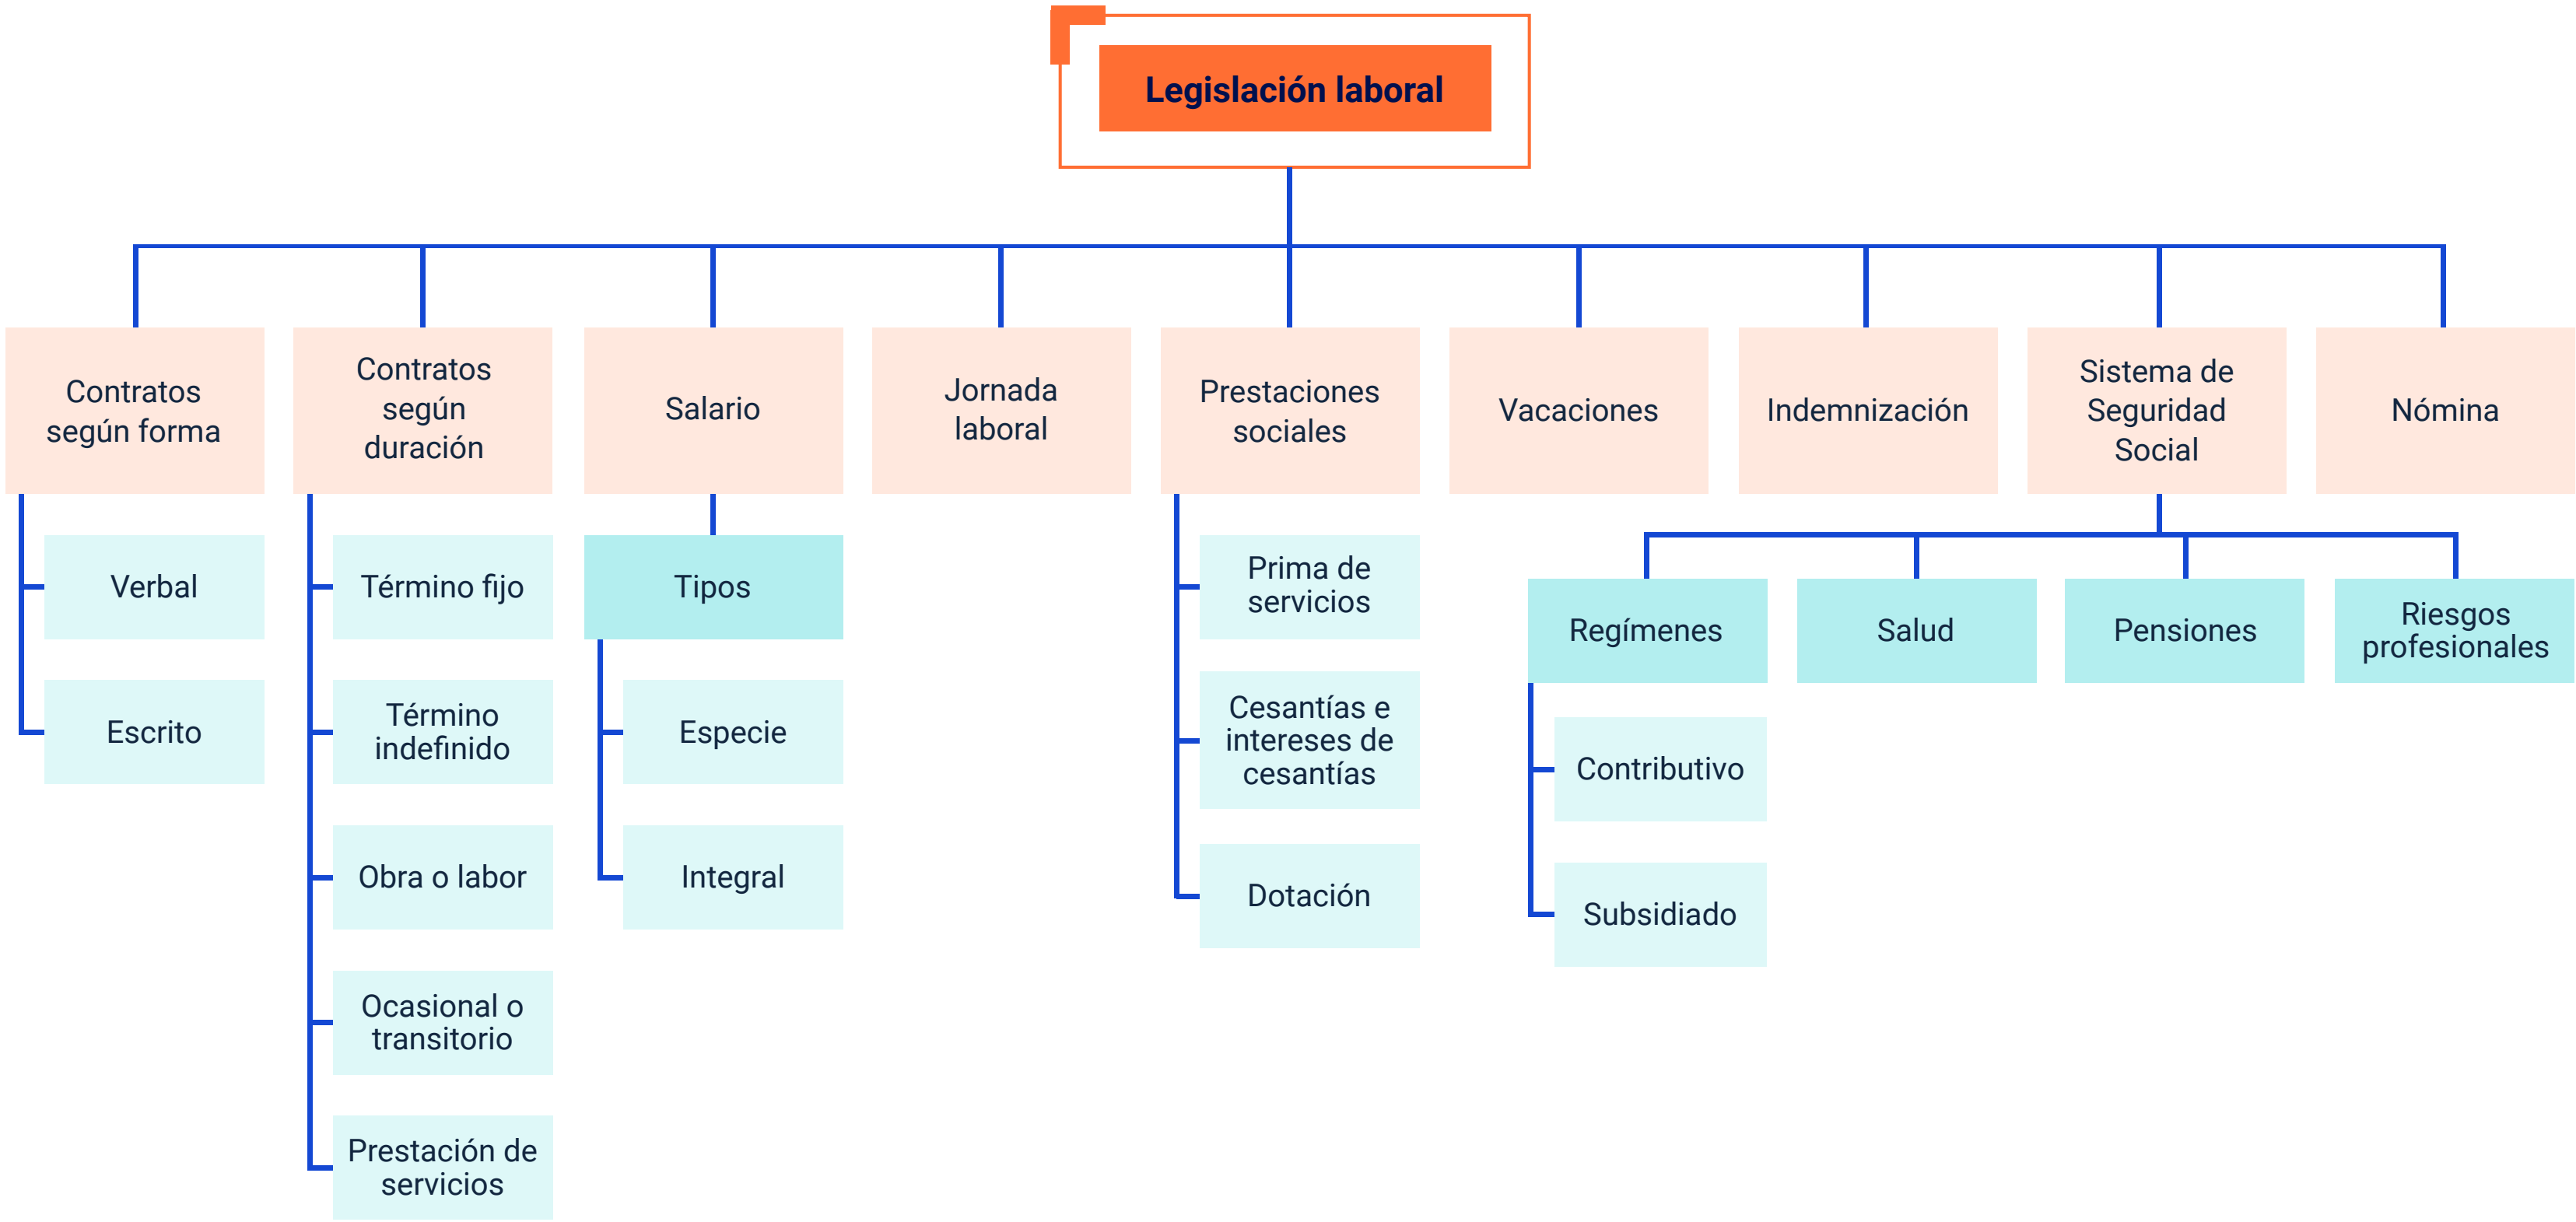 Legislación laboral
Contratos
según forma
Contratos
según
duración
Salario
Jornada
laboral
Prestaciones
sociales
Vacaciones
Indemnización
Sistema de
Seguridad
Social
Nómina
Verbal
Escrito
Término fijo
Término
indefinido
Obra o labor
Ocasional o
transitorio
Prestación de
servicios
Tipos
Especie
Integral
Prima de
servicios
Cesantías e
intereses de
cesantías
Dotación
Regímenes
Salud
Pensiones
Riesgos
profesionales
Contributivo
Subsidiado